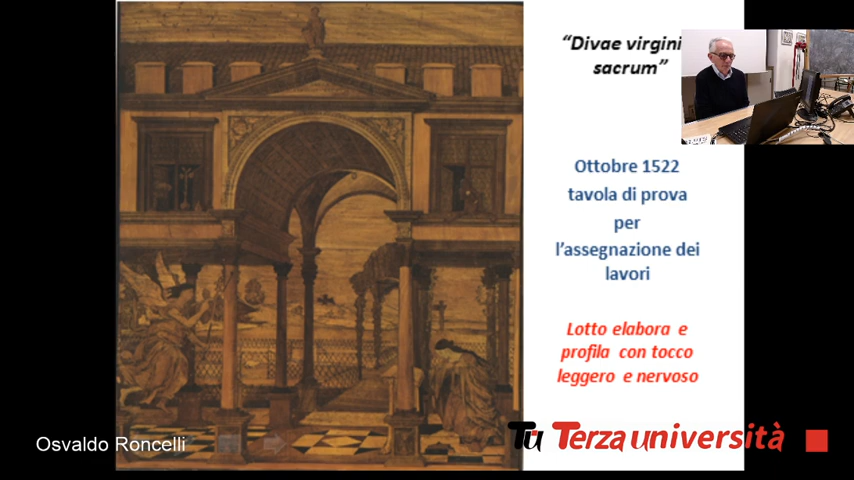 “Divae virgini
sacrum”
Ottobre 1522
tavola di prova
per
l’assegnazione dei
lavori
Lotto elabora e
profila con tocco
leggero e nervoso
Osvaldo Roncelli
TU Terza università